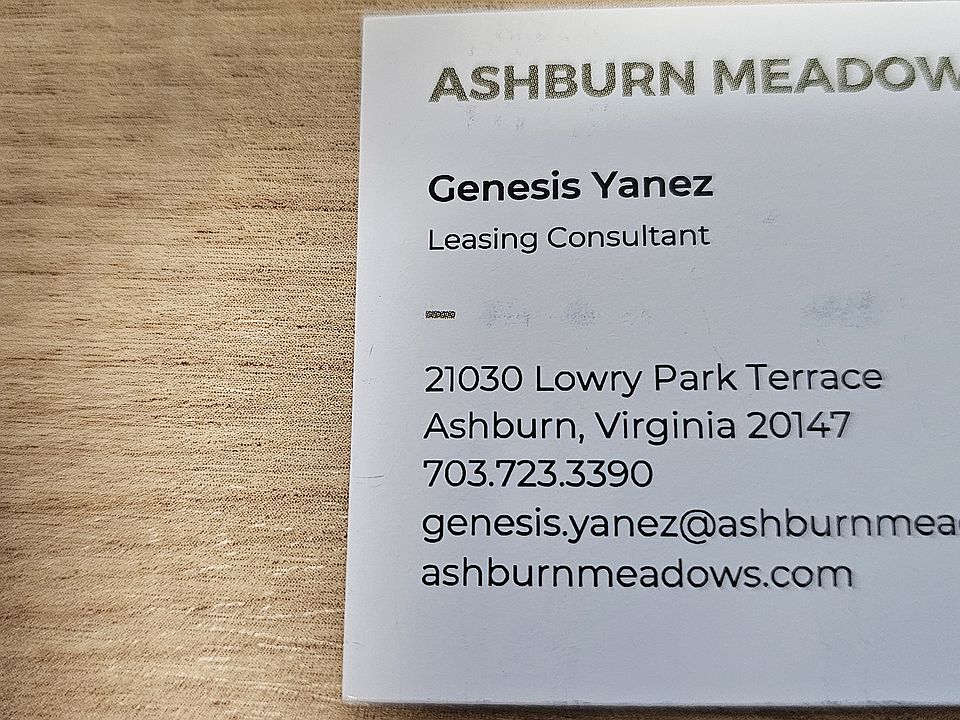 ASHBURN MEADOW
Genesis Yanez
Leasing Consultant
21030 Lowry Park Terrace
Ashburn, Virginia 20147
703.723.3390
genesis.yanez@ashburnmea
ashburnmeadows.com